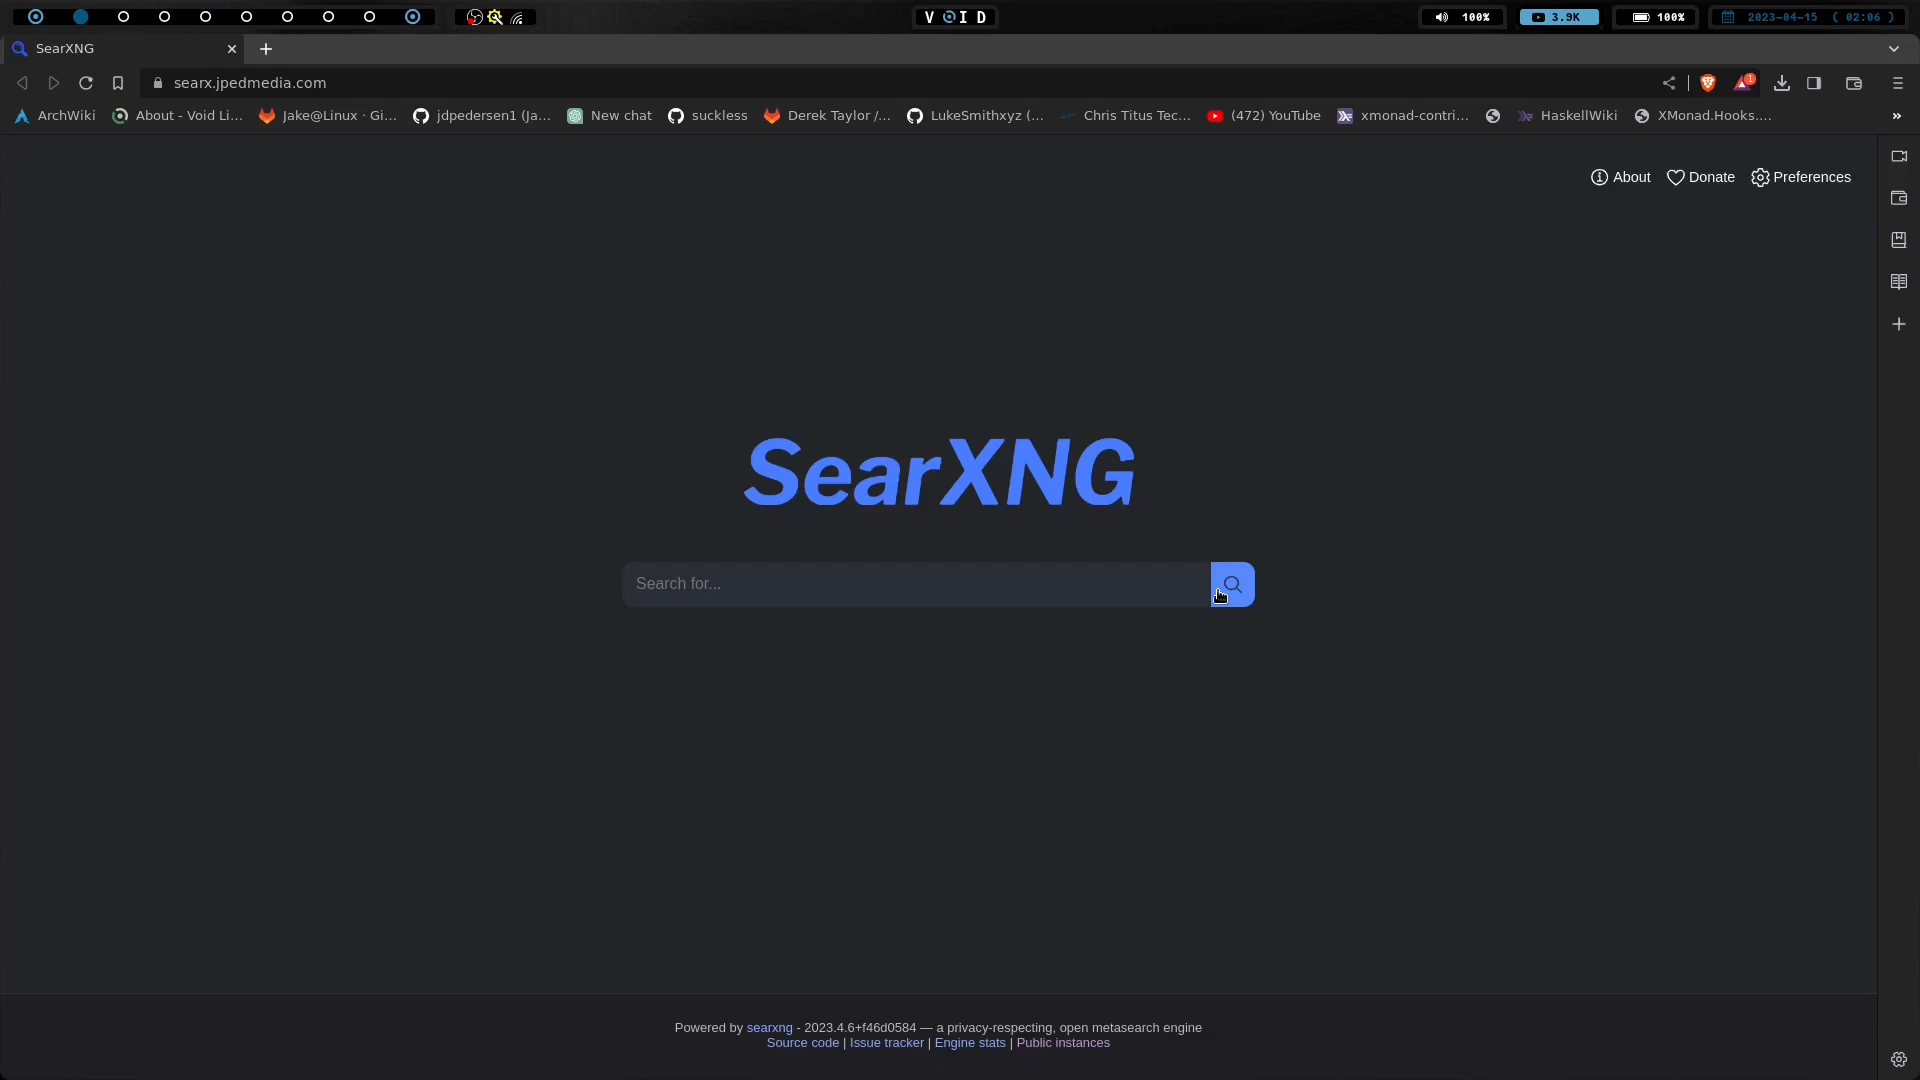 V O I D
100%
3.9K
100%
2023-04-15 ( 02:06 )
SearXNG
searx.jpedmedia.com
1
ArchWiki
About - Void Li...
Jake@Linux · Gi...
jdpedersen1 (Ja...
New chat
suckless
Derek Taylor /...
LukeSmithxyz (...
Chris Titus Tec...
(472) YouTube
xmonad-contri...
HaskellWiki
XMonad.Hooks....
»
About
Donate
Preferences
SearXNG
Search for...
Powered by searxng - 2023.4.6+f46d0584 — a privacy-respecting, open metasearch engine
Source code | Issue tracker | Engine stats | Public instances